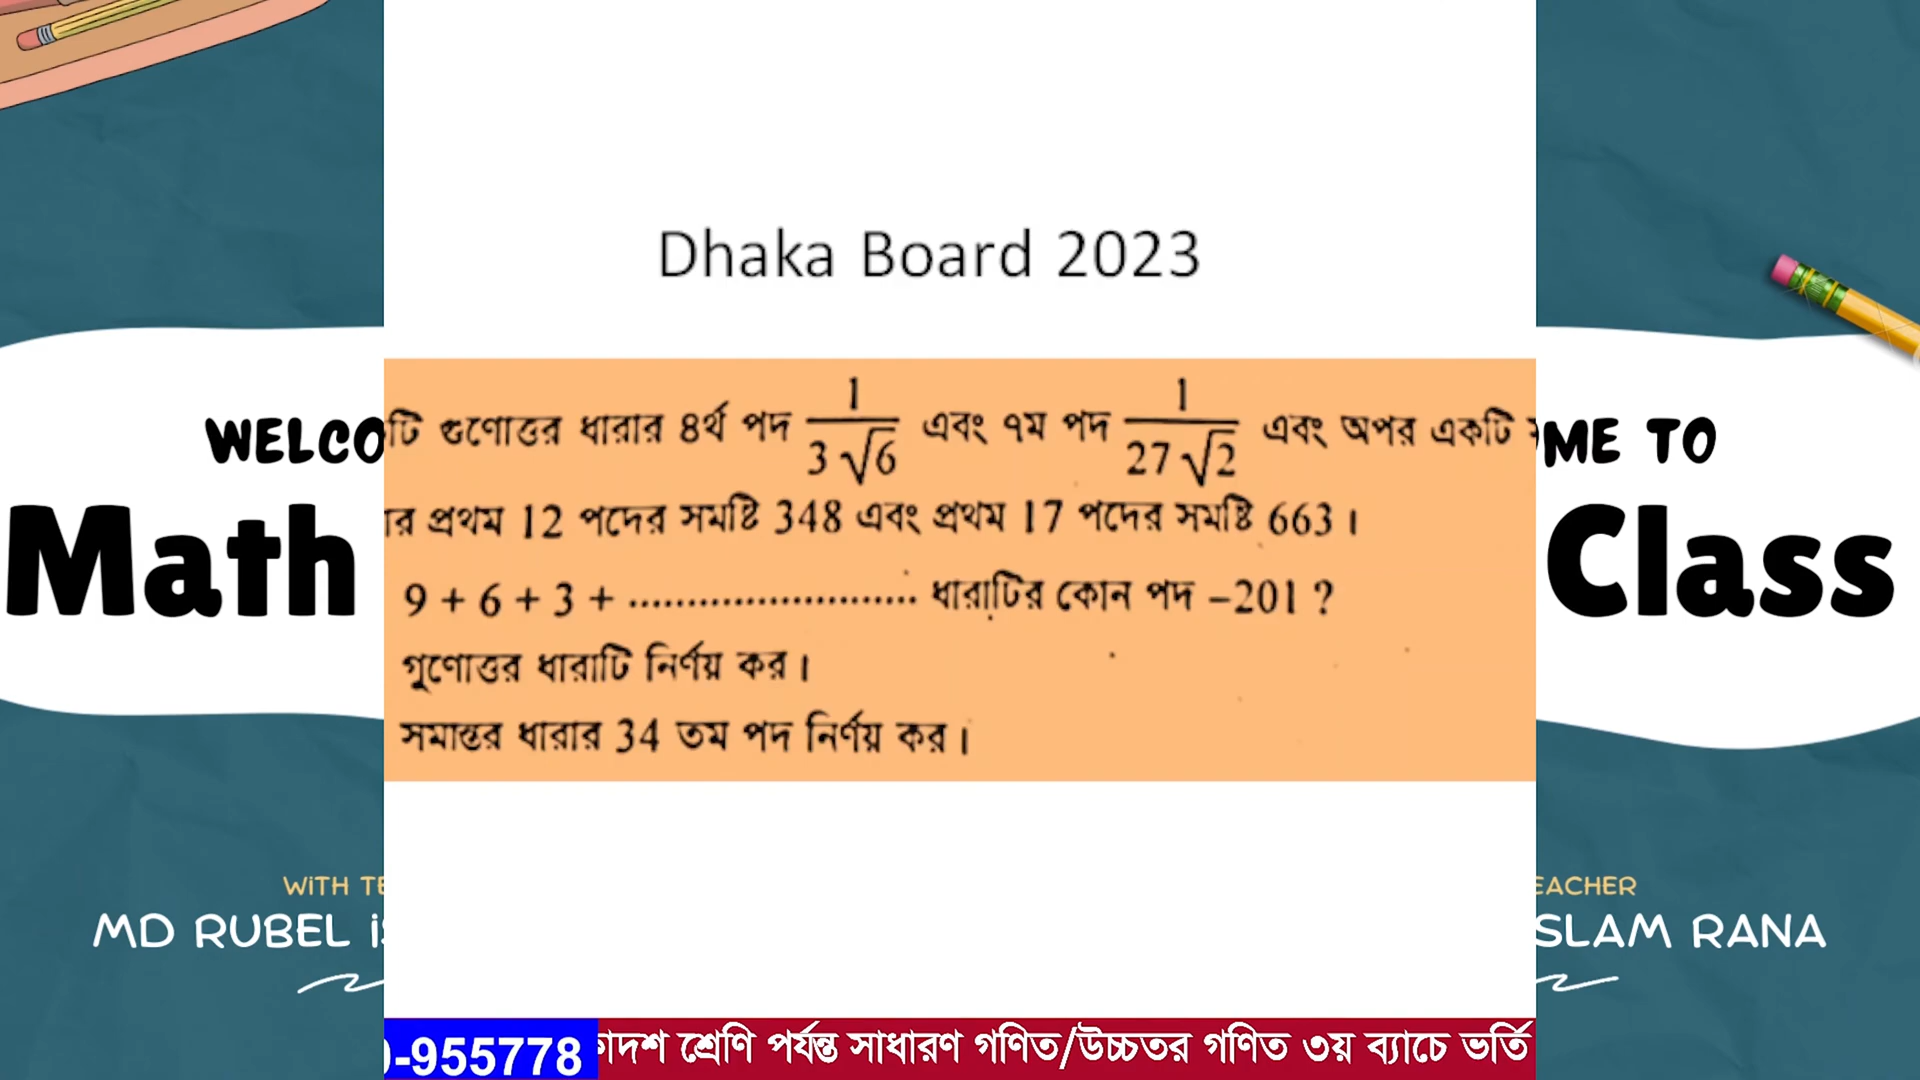 Dhaka Board 2023
টি গুণোত্তর ধারার ৪র্থ পদ 1/(3√6) এবং ৭ম পদ 1/(27√2) এবং অপর একটি
র প্রথম 12 পদের সমষ্টি 348 এবং প্রথম 17 পদের সমষ্টি 663।
9 + 6 + 3 + ........................ ধারাটির কোন পদ –201 ?
গুণোত্তর ধারাটি নির্ণয় কর।
সমান্তর ধারার 34 তম পদ নির্ণয় কর।
WELCO
ME TO
Math
Class
WITH TE
EACHER
MD RUBEL IS
SLAM RANA
-955778
াদশ শ্রেণি পর্যন্ত সাধারণ গণিত/উচ্চতর গণিত ৩য় ব্যাচে ভর্তি